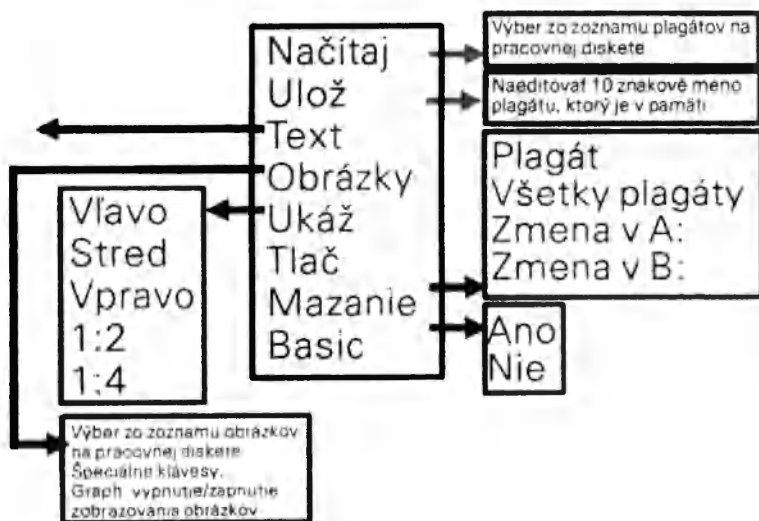 Načítaj
Ulož
Text
Obrázky
Ukáž
Tlač
Mazanie
Basic
Výber zo zoznamu plagátov na
pracovnej diskete
Naeditovať 10 znakové meno
plagátu, ktorý je v pamäti
Plagát
Všetky plagáty
Zmena v A:
Zmena v B:
Ano
Nie
Vľavo
Stred
Vpravo
1:2
1:4
Výber zo zoznamu obrázkov
na pracovnej diskete
Špeciálne klávesy.
Graph vypnutie/zapnutie
zobrazovania obrázkov